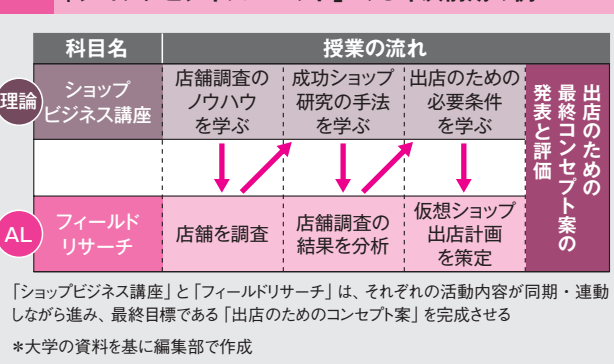 科目名
授業の流れ
理論
ショップ
ビジネス講座
店舗調査の
ノウハウ
を学ぶ
成功ショップ
研究の手法
を学ぶ
出店のための
必要条件
を学ぶ
出店のための
最終コンセプト案の
発表と評価
AL
フィールド
リサーチ
店舗を調査
店舗調査の
結果を分析
仮想ショップ
出店計画
を策定
「ショップビジネス講座」と「フィールドリサーチ」は、それぞれの活動内容が同期・連動
しながら進み、最終目標である「出店のためのコンセプト案」を完成させる
*大学の資料を基に編集部で作成